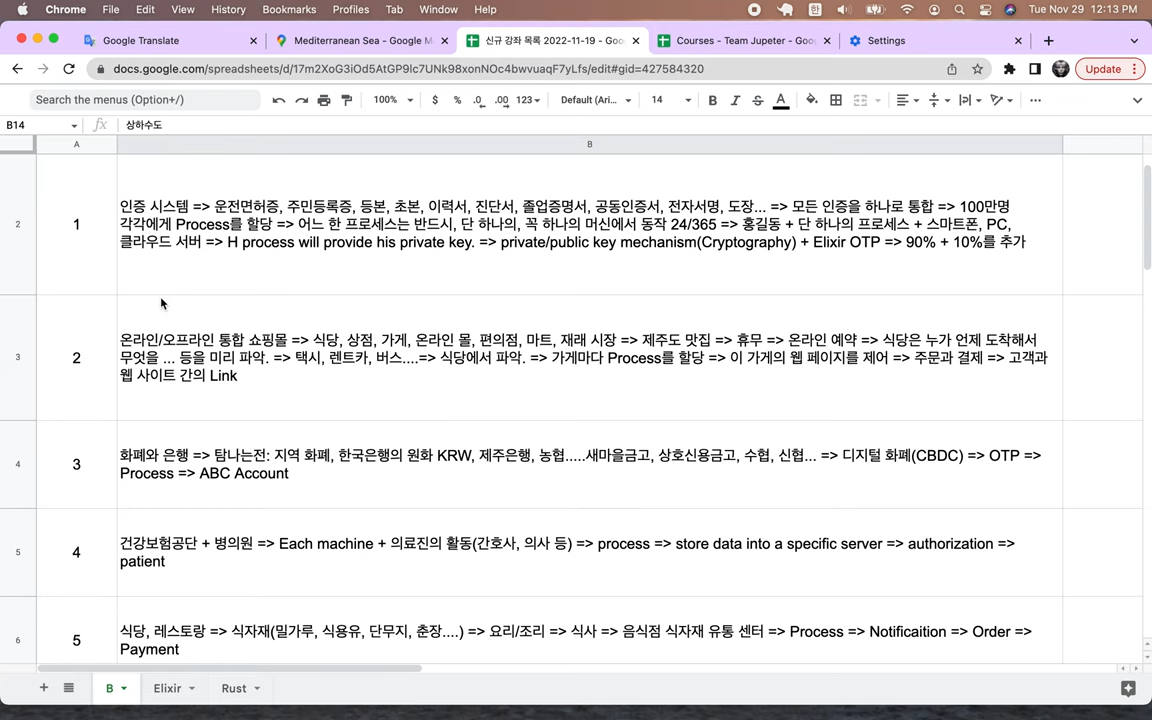 Chrome File Edit View History Bookmarks Profiles Tab Window Help 한 Tue Nov 29 12:13 PM
Google Translate Mediterranean Sea - Google M 신규 강좌 목록 2022-11-19 - Goo Courses - Team Jupeter - Goo Settings
docs.google.com/spreadsheets/d/17m2XoG3iOd5AtGP9lc7UNk98xonNOc4bwvuaqF7yLfs/edit#gid=427584320 Update
Search the menus (Option+/) 100% $ % .0 .00 123 Default (Ari... 14 B I S A
B14 fx 상하수도
A B
2 1 인증 시스템 => 운전면허증, 주민등록증, 등본, 초본, 이력서, 진단서, 졸업증명서, 공동인증서, 전자서명, 도장... => 모든 인증을 하나로 통합 => 100만명
각각에게 Process를 할당 => 어느 한 프로세스는 반드시, 단 하나의, 꼭 하나의 머신에서 동작 24/365 => 홍길동 + 단 하나의 프로세스 + 스마트폰, PC,
클라우드 서버 => H process will provide his private key. => private/public key mechanism(Cryptography) + Elixir OTP => 90% + 10%를 추가
3 2 온라인/오프라인 통합 쇼핑몰 => 식당, 상점, 가게, 온라인 몰, 편의점, 마트, 재래 시장 => 제주도 맛집 => 휴무 => 온라인 예약 => 식당은 누가 언제 도착해서
무엇을 ... 등을 미리 파악. => 택시, 렌트카, 버스....=> 식당에서 파악. => 가게마다 Process를 할당 => 이 가게의 웹 페이지를 제어 => 주문과 결제 => 고객과
웹 사이트 간의 Link
4 3 화폐와 은행 => 탐나는전: 지역 화폐, 한국은행의 원화 KRW, 제주은행, 농협.....새마을금고, 상호신용금고, 수협, 신협... => 디지털 화폐(CBDC) => OTP =>
Process => ABC Account
5 4 건강보험공단 + 병의원 => Each machine + 의료진의 활동(간호사, 의사 등) => process => store data into a specific server => authorization =>
patient
6 5 식당, 레스토랑 => 식자재(밀가루, 식용유, 단무지, 춘장....) => 요리/조리 => 식사 => 음식점 식자재 유통 센터 => Process => Notificaition => Order =>
Payment
B Elixir Rust